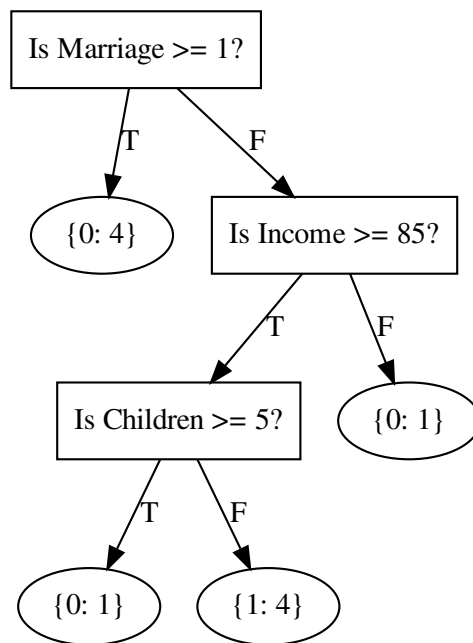 Is Marriage >= 1?
T
F
{0: 4}
Is Income >= 85?
T
F
Is Children >= 5?
{0: 1}
T
F
{0: 1}
{1: 4}